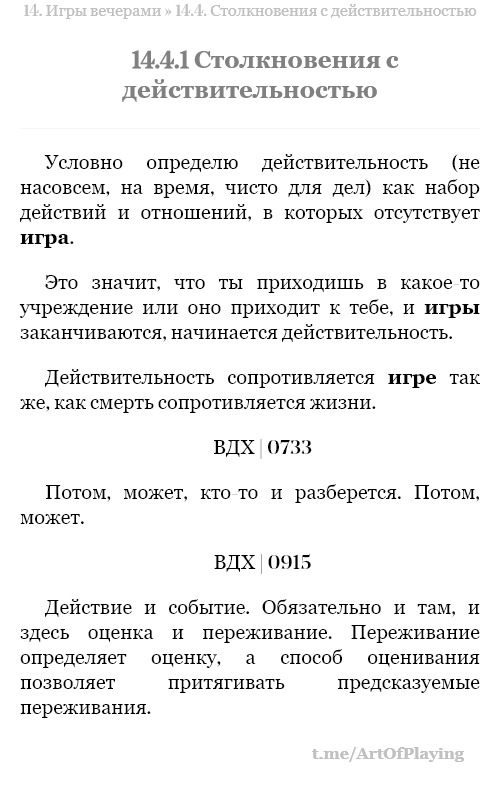 14. Игры вечерами » 14.4. Столкновения с действительностью
14.4.1 Столкновения с
действительностью
Условно определю действительность (не
насовсем, на время, чисто для дел) как набор
действий и отношений, в которых отсутствует
игра.
Это значит, что ты приходишь в какое-то
учреждение или оно приходит к тебе, и игры
заканчиваются, начинается действительность.
Действительность сопротивляется игре так
же, как смерть сопротивляется жизни.
ВДХ | 0733
Потом, может, кто-то и разберется. Потом,
может.
ВДХ | 0915
Действие и событие. Обязательно и там, и
здесь оценка и переживание. Переживание
определяет оценку, а способ оценивания
позволяет притягивать предсказуемые
переживания.
t.me/ArtOfPlaying